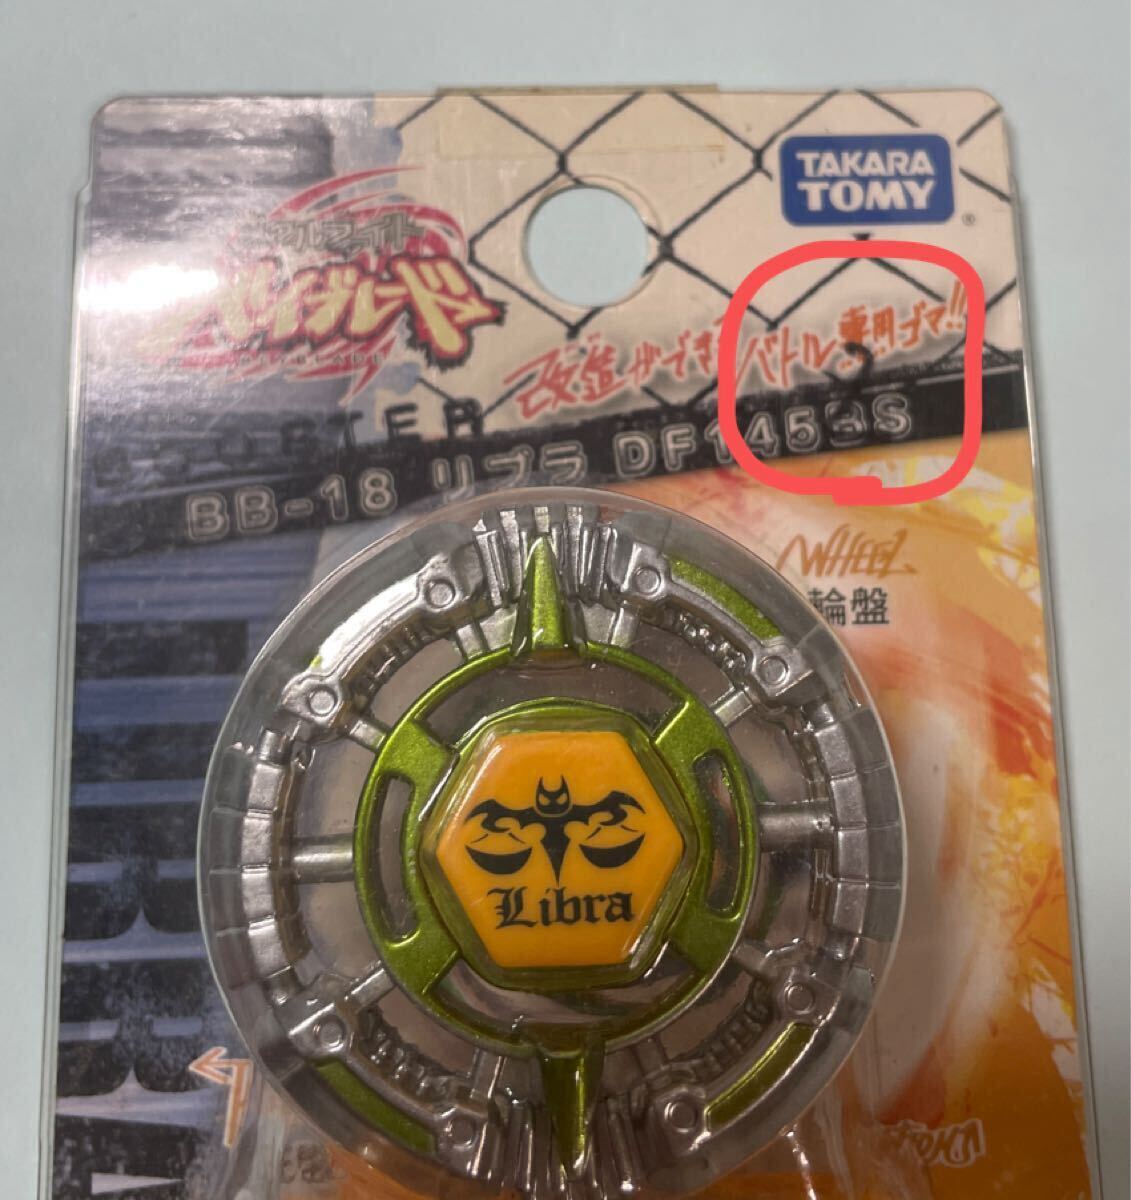 TAKARA
TOMY
®
メタルファイト
ベイブレード
BEYBLADE
改造ができるバトル専用ゴマ!!
BOOSTER
BB-18 リブラ DF145BS
WHEEL
輪盤
Libra